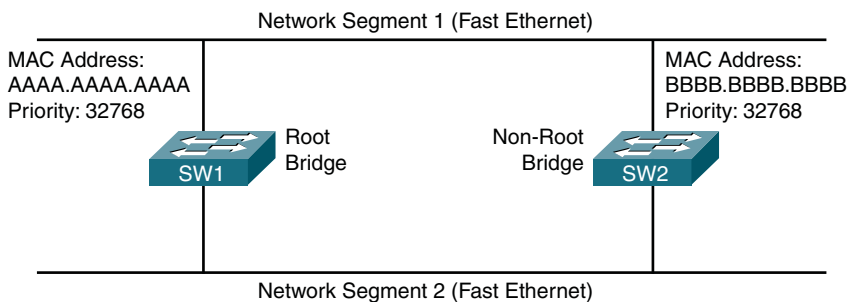 Network Segment 1 (Fast Ethernet)
MAC Address:
AAAA.AAAA.AAAA
Priority: 32768
MAC Address:
BBBB.BBBB.BBBB
Priority: 32768
Root
Bridge
Non-Root
Bridge
SW1
SW2
Network Segment 2 (Fast Ethernet)